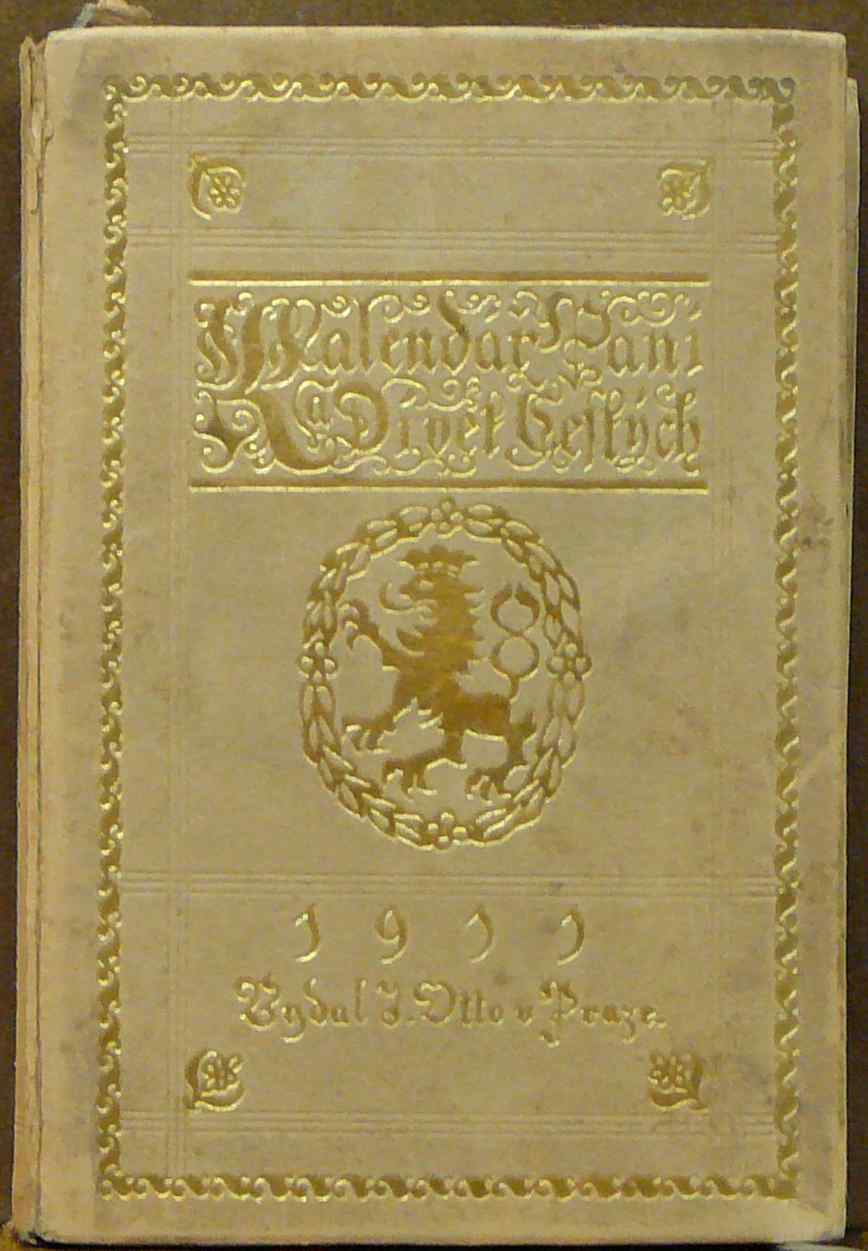 Kalendář Paní
a Dívek Českých
1911
Vydal J. Otto v Praze.